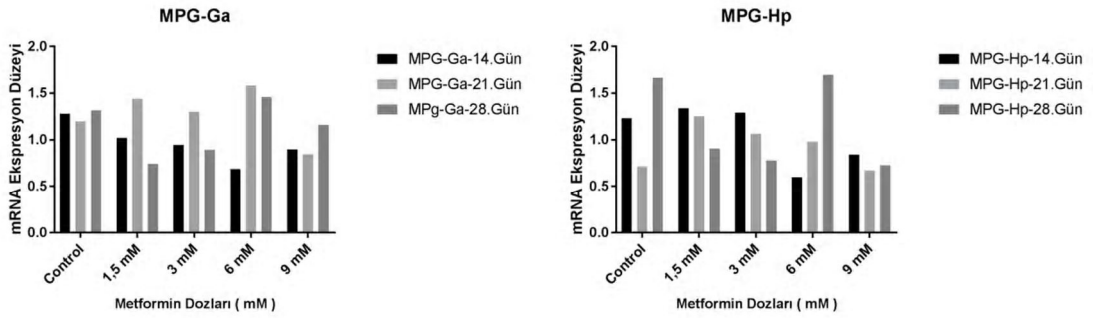 MPG-Ga
mRNA Ekspresyon Düzeyi
2.0
1.5
1.0
0.5
0.0
Control
1,5 mM
3 mM
6 mM
9 mM
Metformin Dozları ( mM )
MPG-Ga-14.Gün
MPG-Ga-21.Gün
MPg-Ga-28.Gün
MPG-Hp
mRNA Ekspresyon Düzeyi
2.0
1.5
1.0
0.5
0.0
Control
1,5 mM
3 mM
6 mM
9 mM
Metformin Dozları ( mM )
MPG-Hp-14.Gün
MPG-Hp-21.Gün
MPG-Hp-28.Gün